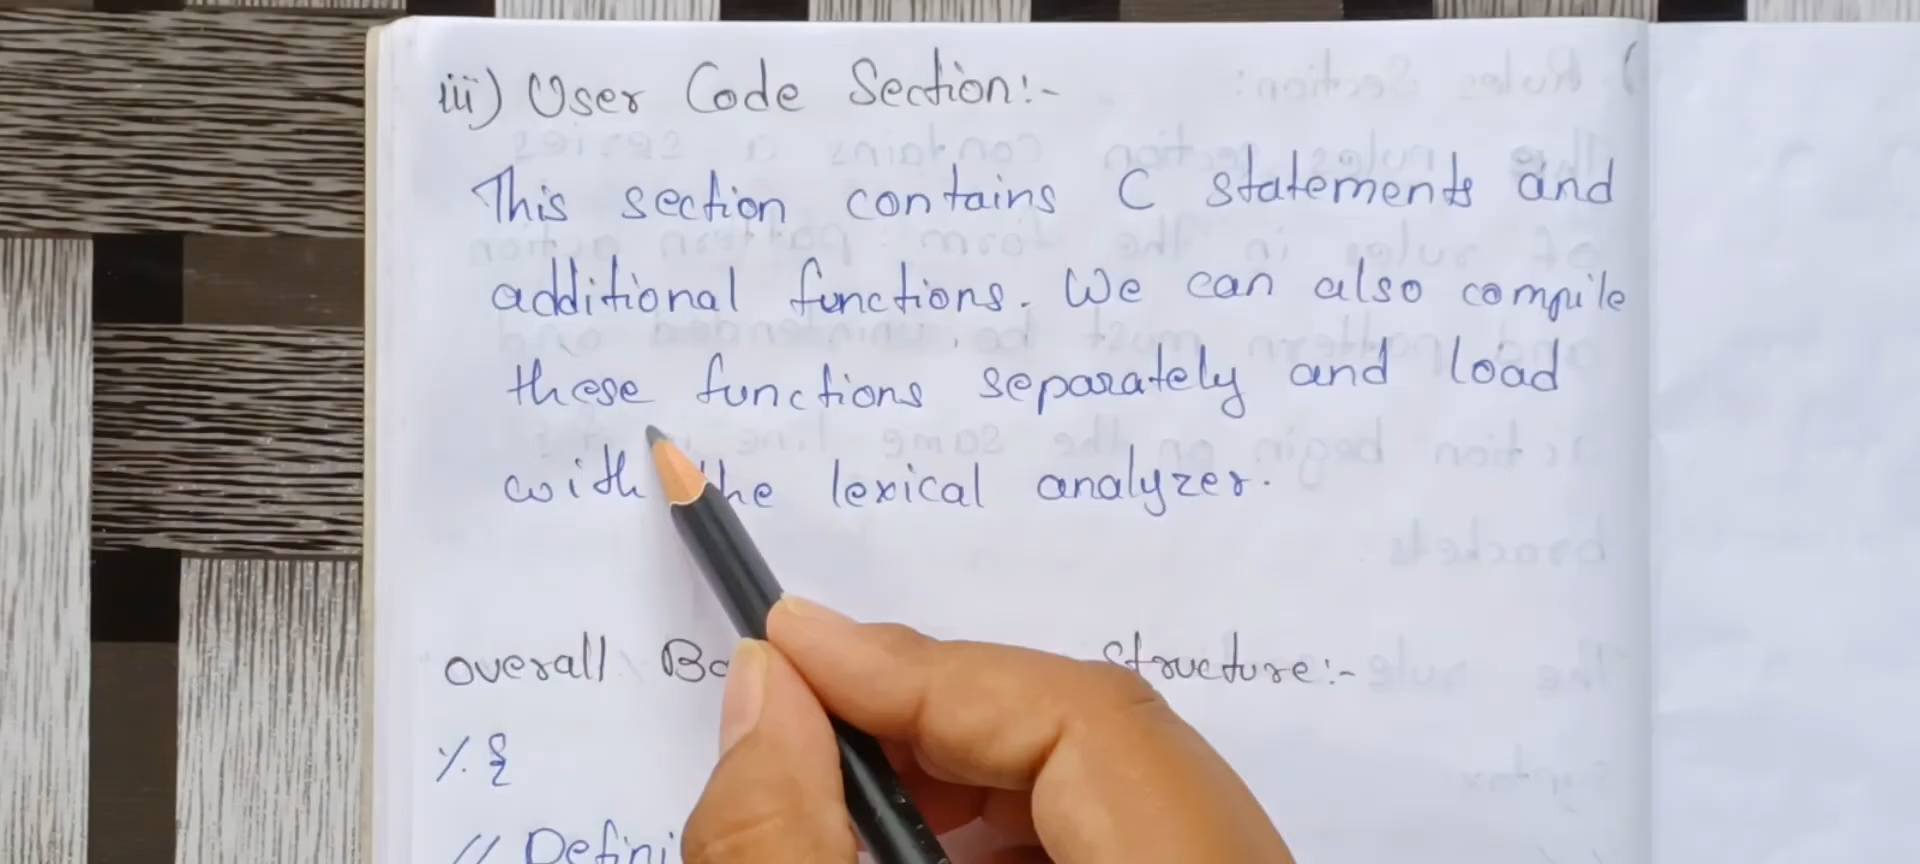 iii) User Code Section:-
This section contains C statements and
additional functions. We can also compile
these functions separately and load
with the lexical analyzer.
overall Structure:-
%{
//